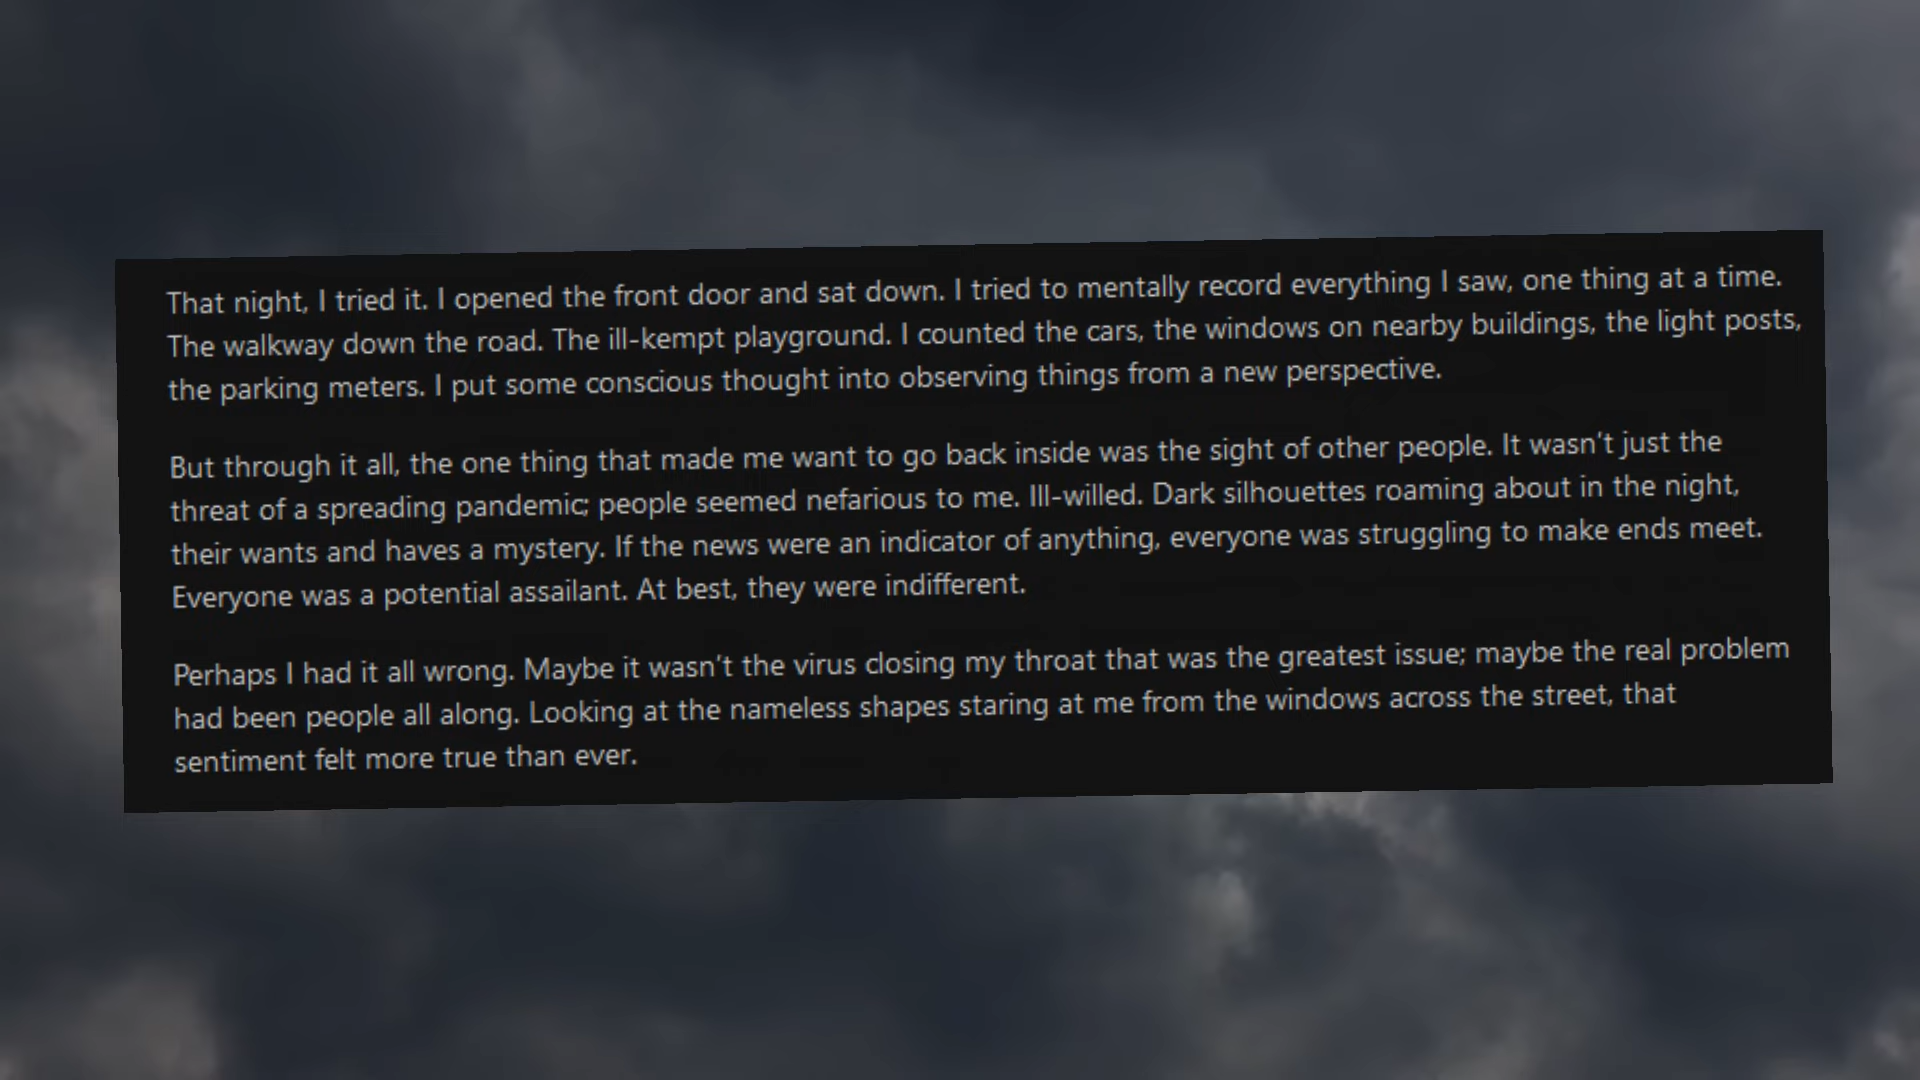 That night, I tried it. I opened the front door and sat down. I tried to mentally record everything I saw, one thing at a time.
The walkway down the road. The ill-kempt playground. I counted the cars, the windows on nearby buildings, the light posts,
the parking meters. I put some conscious thought into observing things from a new perspective.
But through it all, the one thing that made me want to go back inside was the sight of other people. It wasn't just the
threat of a spreading pandemic; people seemed nefarious to me. Ill-willed. Dark silhouettes roaming about in the night,
their wants and haves a mystery. If the news were an indicator of anything, everyone was struggling to make ends meet.
Everyone was a potential assailant. At best, they were indifferent.
Perhaps I had it all wrong. Maybe it wasn't the virus closing my throat that was the greatest issue; maybe the real problem
had been people all along. Looking at the nameless shapes staring at me from the windows across the street, that
sentiment felt more true than ever.